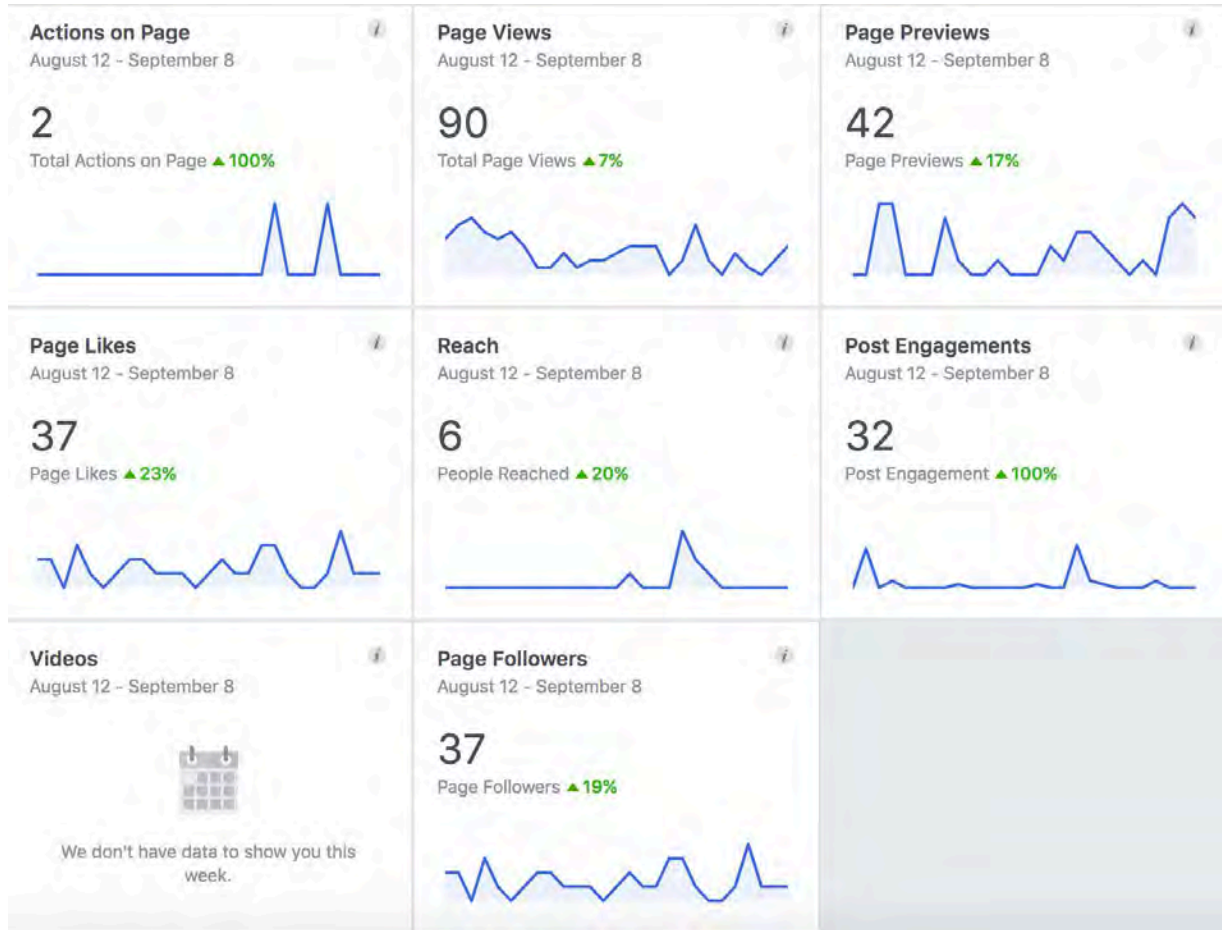 Actions on Page
August 12 - September 8
2
Total Actions on Page ▲ 100%
Page Views
August 12 - September 8
90
Total Page Views ▲ 7%
Page Previews
August 12 - September 8
42
Page Previews ▲ 17%
Page Likes
August 12 - September 8
37
Page Likes ▲ 23%
Reach
August 12 - September 8
6
People Reached ▲ 20%
Post Engagements
August 12 - September 8
32
Post Engagement ▲ 100%
Videos
August 12 - September 8
We don't have data to show you this
week.
Page Followers
August 12 - September 8
37
Page Followers ▲ 19%